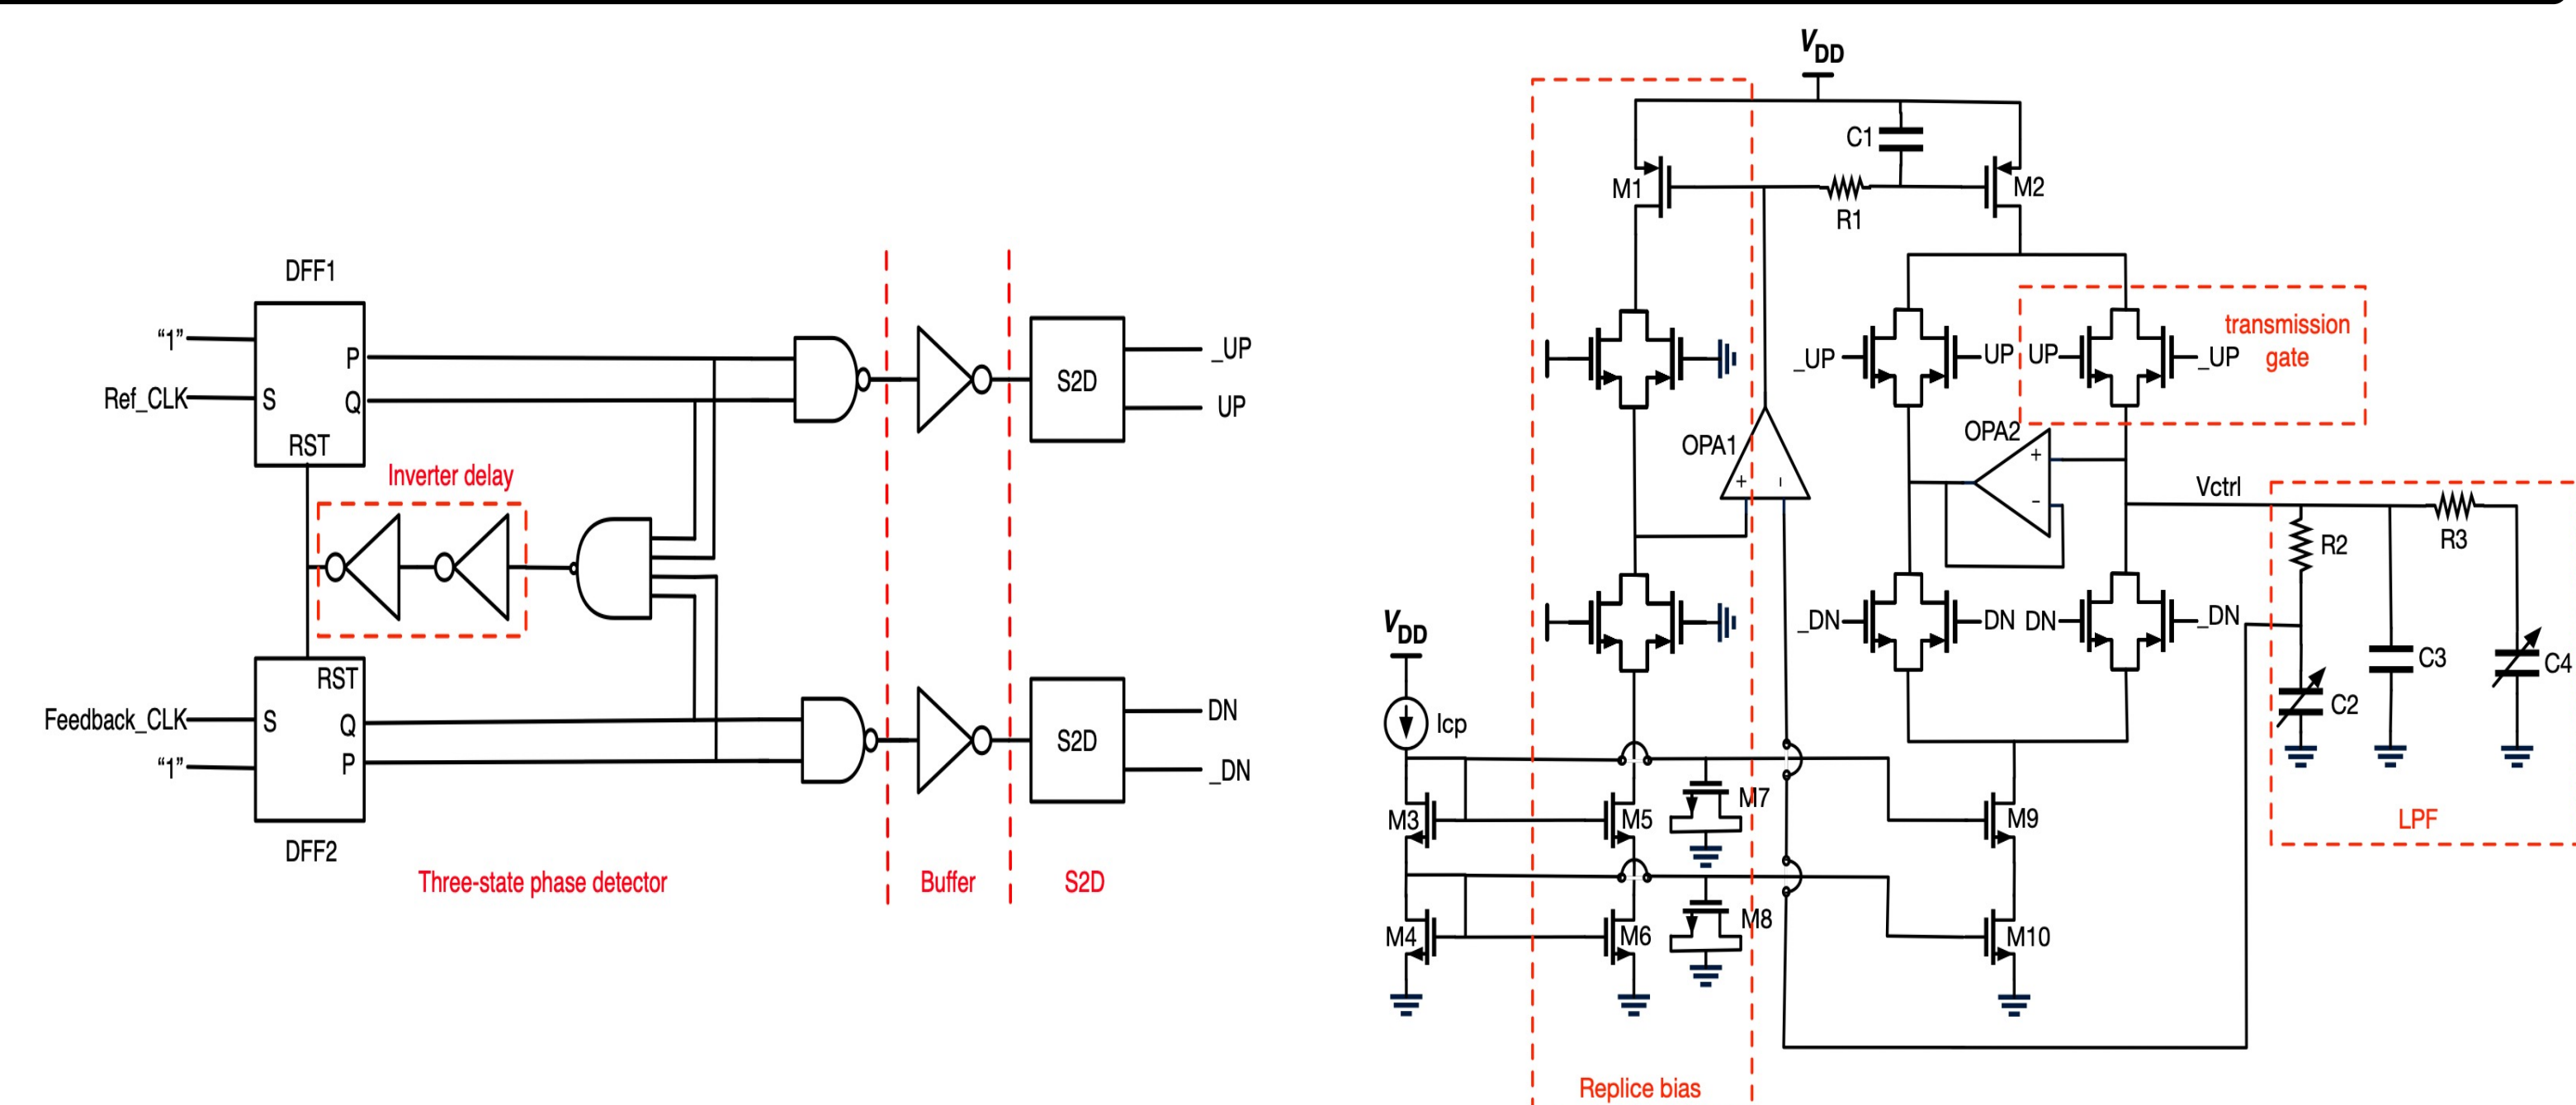 DFF1
“1”
P
Ref_CLK
S
Q
RST
S2D
_UP
UP
Inverter delay
RST
Feedback_CLK
S
Q
“1”
P
S2D
DN
_DN
DFF2
Three-state phase detector
Buffer
S2D
VDD
C1
M1
R1
M2
_UP
UP
UP
_UP
transmission
gate
OPA1
+
-
OPA2
+
-
Vctrl
R2
R3
_DN
DN
DN
_DN
C2
C3
C4
VDD
Icp
M3
M5
M7
M9
LPF
M4
M6
M8
M10
Replice bias